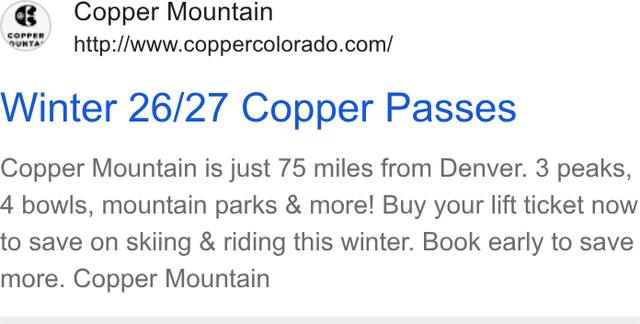 COPPER
Copper Mountain
http://www.coppercolorado.com/
Winter 26/27 Copper Passes
Copper Mountain is just 75 miles from Denver. 3 peaks,
4 bowls, mountain parks & more! Buy your lift ticket now
to save on skiing & riding this winter. Book early to save
more. Copper Mountain